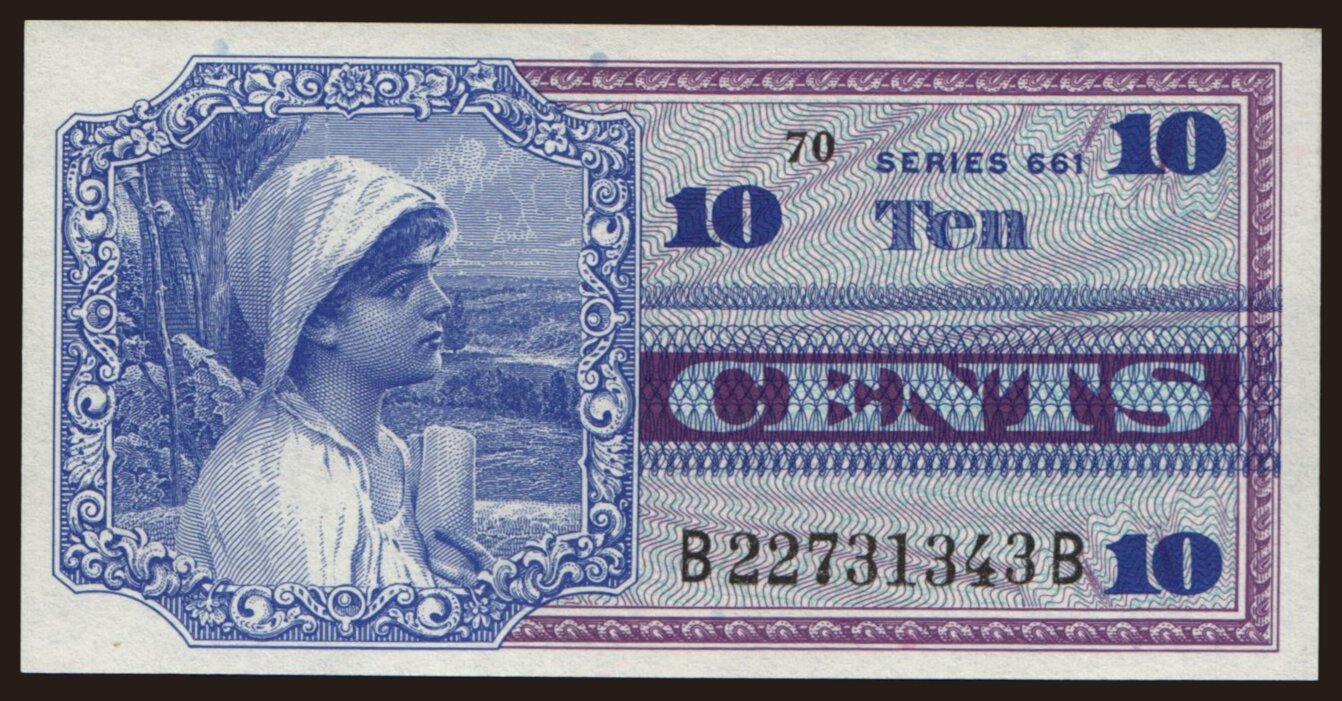 70 SERIES 661 10
10 Ten
CENTS
B22731343B 10